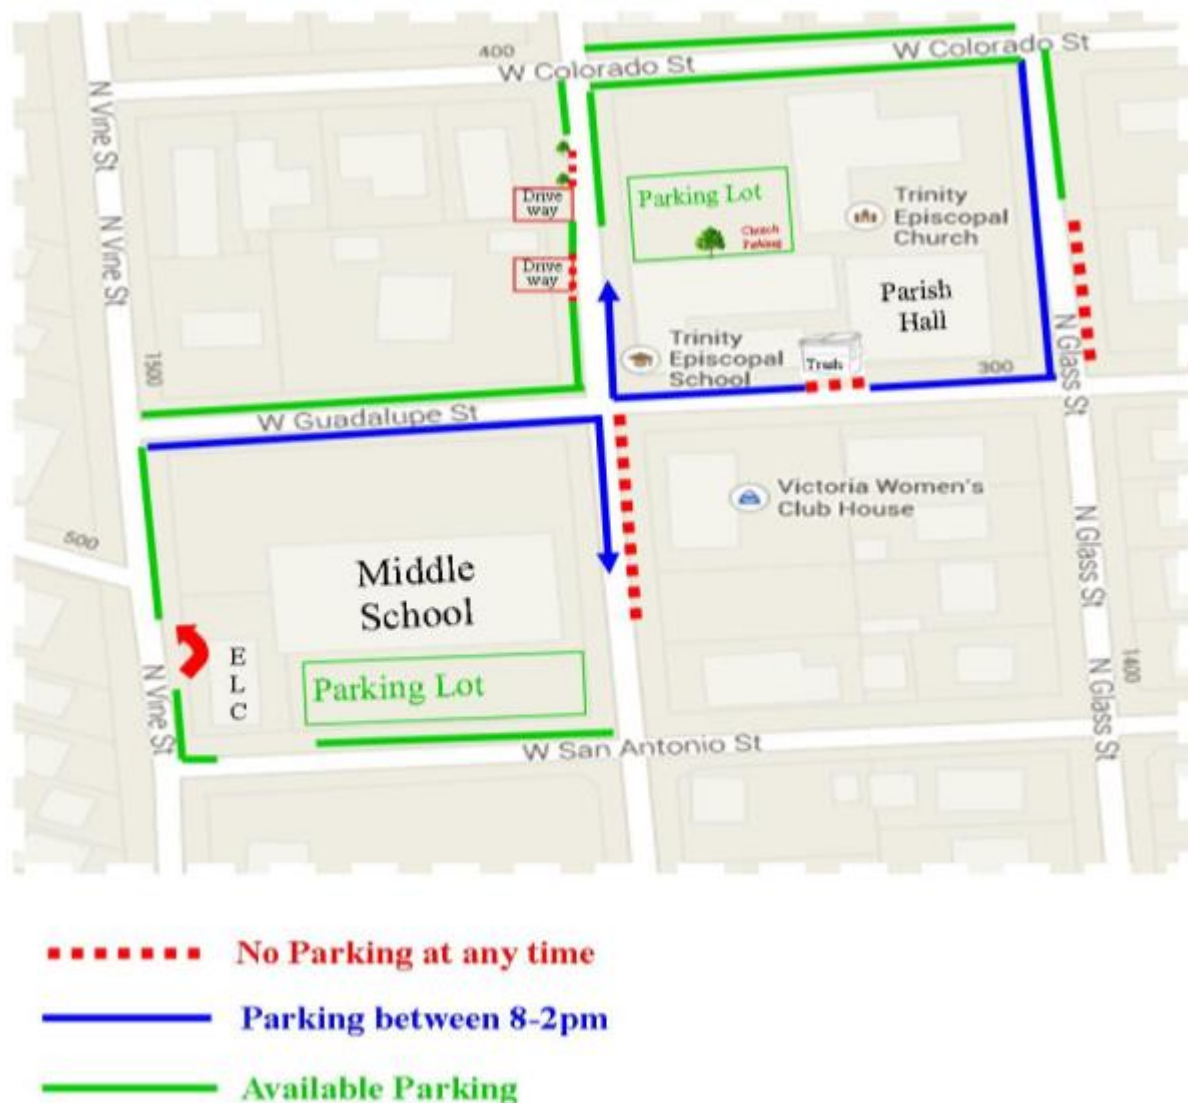 400
W Colorado St
W Colorado St
N Vine St
N Vine St
Drive
way
Drive
way
Parking Lot
Church
Parking
Trinity
Episcopal
Church
Parish
Hall
Trinity
Episcopal
School
Trash
300
N Glass St
1500
W Guadalupe St
Victoria Women's
Club House
500
Middle
School
N Glass St
E
L
C
Parking Lot
N Vine St
1400
N Glass St
W San Antonio St
No Parking at any time
Parking between 8-2pm
Available Parking